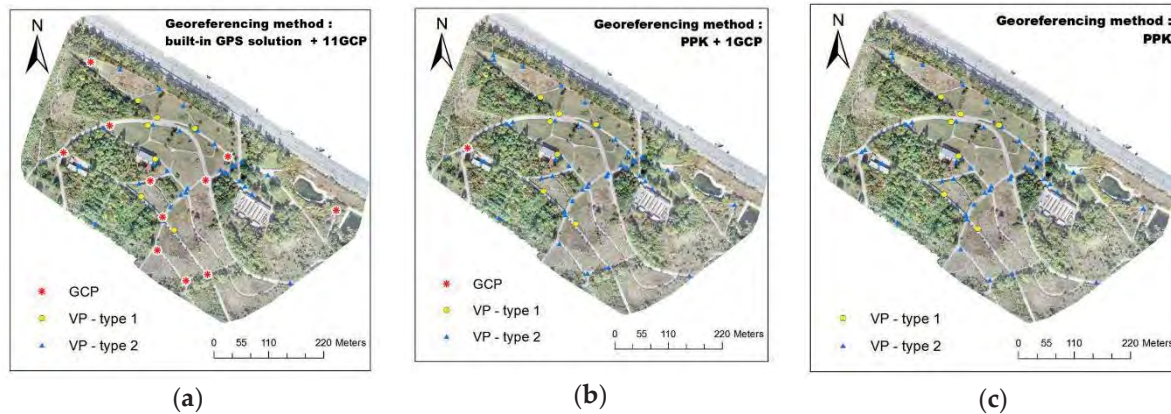 Georeferencing method :
built-in GPS solution + 11GCP
N
GCP
VP - type 1
VP - type 2
0 55 110 220 Meters
(a)
Georeferencing method :
PPK + 1GCP
N
GCP
VP - type 1
VP - type 2
0 55 110 220 Meters
(b)
Georeferencing method :
PPK
N
VP - type 1
VP - type 2
0 55 110 220 Meters
(c)